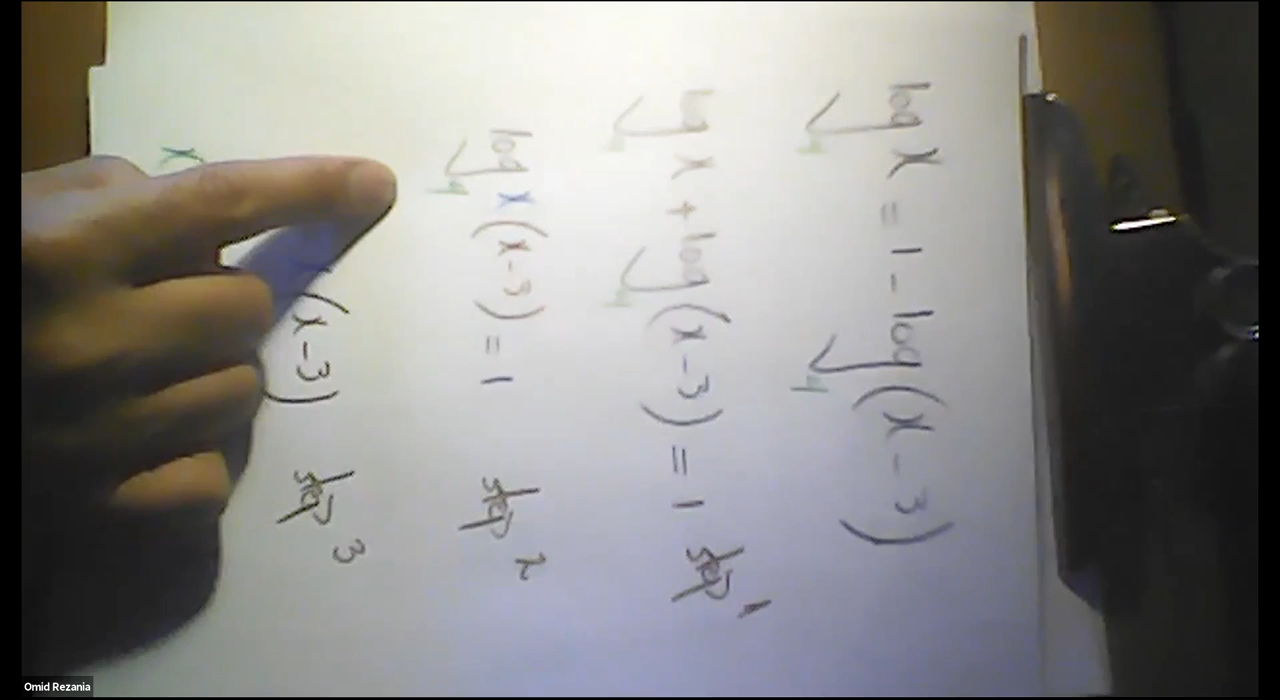 log₄ x = 1 - log₄ (x - 3)
log₄ x + log₄ (x - 3) = 1 step 1
log₄ x (x - 3) = 1 step 2
(x - 3) step 3
x
Omid Rezania